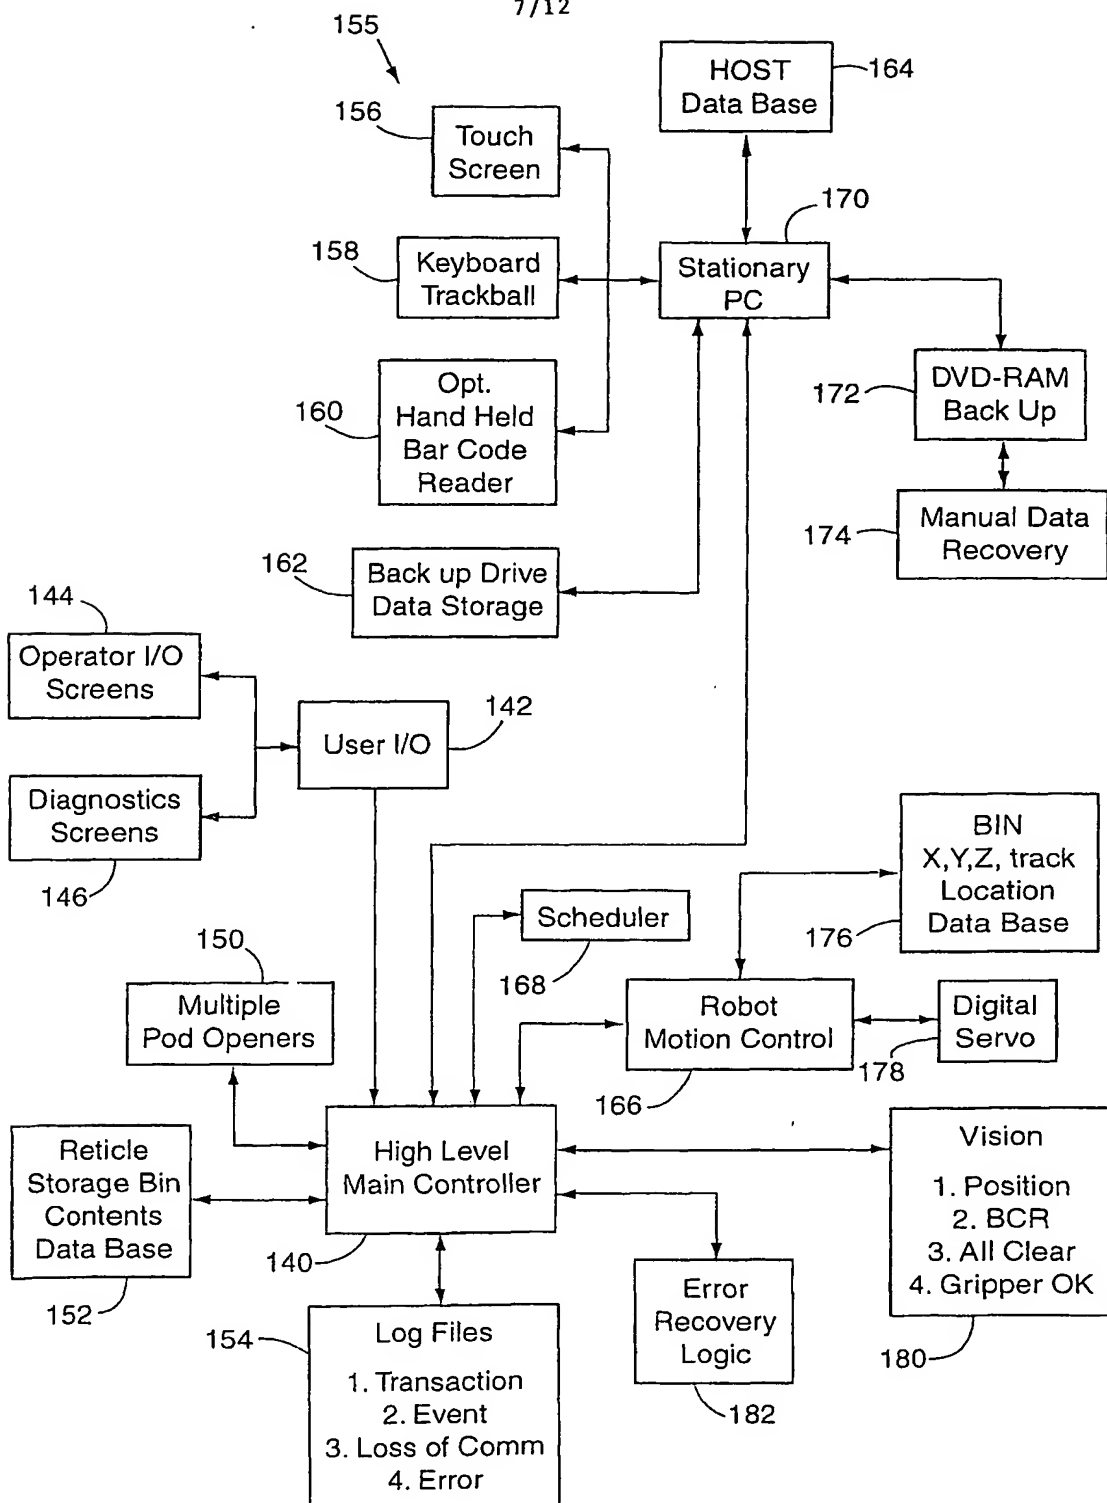 7/12
155
HOST
Data Base
164
156
Touch
Screen
170
158
Keyboard
Trackball
Stationary
PC
160
Opt.
Hand Held
Bar Code
Reader
172
DVD-RAM
Back Up
174
Manual Data
Recovery
162
Back up Drive
Data Storage
144
Operator I/O
Screens
142
User I/O
Diagnostics
Screens
146
BIN
X,Y,Z, track
Location
Data Base
176
Scheduler
168
150
Multiple
Pod Openers
Robot
Motion Control
166
Digital
Servo
178
Reticle
Storage Bin
Contents
Data Base
152
High Level
Main Controller
140
Vision
1. Position
2. BCR
3. All Clear
4. Gripper OK
180
Error
Recovery
Logic
182
154
Log Files
1. Transaction
2. Event
3. Loss of Comm
4. Error